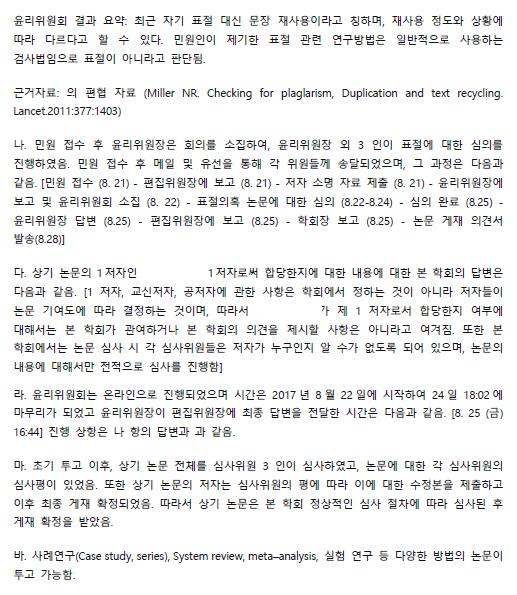 윤리위원회 결과 요약: 최근 자기 표절 대신 문장 재사용이라고 칭하며, 재사용 정도와 상황에
따라 다르다고 할 수 있다. 민원인이 제기한 표절 관련 연구방법은 일반적으로 사용하는
검사법임으로 표절이 아니라고 판단됨.
근거자료: 의 편협 자료 (Miller NR. Checking for plaglarism, Duplication and text recycling.
Lancet.2011:377:1403)
나. 민원 접수 후 윤리위원장은 회의를 소집하여, 윤리위원장 외 3 인이 표절에 대한 심의를
진행하였음. 민원 접수 후 메일 및 유선을 통해 각 위원들께 송달되었으며, 그 과정은 다음과
같음. [민원 접수 (8. 21) - 편집위원장에 보고 (8. 21) - 저자 소명 자료 제출 (8. 21) - 윤리위원장에
보고 및 윤리위원회 소집 (8. 22) - 표절의혹 논문에 대한 심의 (8.22-8.24) - 심의 완료 (8.25) -
윤리위원장 답변 (8.25) - 편집위원장에 보고 (8.25) - 학회장 보고 (8.25) - 논문 게재 의견서
발송(8.28)]
다. 상기 논문의 1 저자인 1 저자로써 합당한지에 대한 내용에 대한 본 학회의 답변은
다음과 같음. [1 저자, 교신저자, 공저자에 관한 사항은 학회에서 정하는 것이 아니라 저자들이
논문 기여도에 따라 결정하는 것이며, 따라서 가 제 1 저자로서 합당한지 여부에
대해서는 본 학회가 관여하거나 본 학회의 의견을 제시할 사항은 아니라고 여겨짐. 또한 본
학회에서는 논문 심사 시 각 심사위원들은 저자가 누구인지 알 수가 없도록 되어 있으며, 논문의
내용에 대해서만 전적으로 심사를 진행함]
라. 윤리위원회는 온라인으로 진행되었으며 시간은 2017 년 8 월 22 일에 시작하여 24 일 18:02 에
마무리가 되었고 윤리위원장이 편집위원장에 최종 답변을 전달한 시간은 다음과 같음. [8. 25 (금)
16:44] 진행 상항은 나 항의 답변과 과 같음.
마. 초기 투고 이후, 상기 논문 전체를 심사위원 3 인이 심사하였고, 논문에 대한 각 심사위원의
심사평이 있었음. 또한 상기 논문의 저자는 심사위원의 평에 따라 이에 대한 수정본을 제출하고
이후 최종 게재 확정되었음. 따라서 상기 논문은 본 학회 정상적인 심사 절차에 따라 심사된 후
게재 확정을 받았음.
바. 사례연구(Case study, series), System review, meta–analysis, 실험 연구 등 다양한 방법의 논문이
투고 가능함.